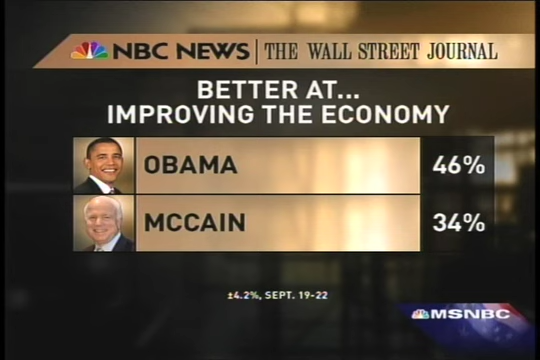 NBC NEWS | THE WALL STREET JOURNAL
BETTER AT...
IMPROVING THE ECONOMY
OBAMA 46%
MCCAIN 34%
±4.2%, SEPT. 19-22
MSNBC